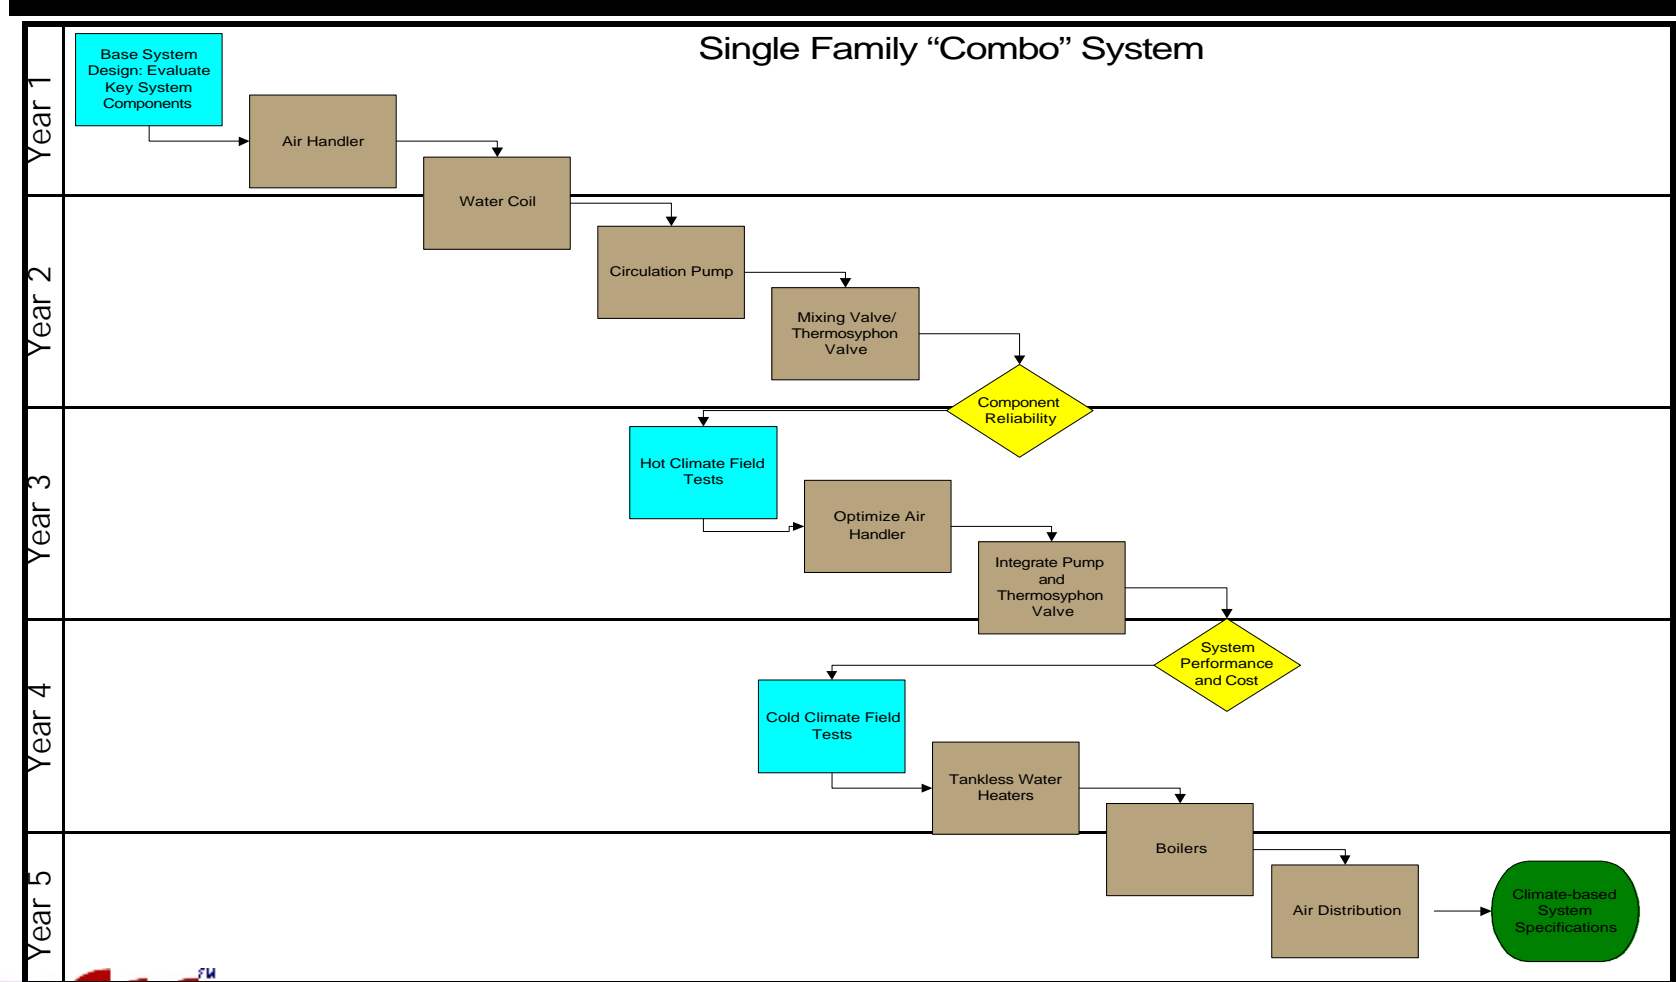 Single Family “Combo” System
Year 1
Base System
Design: Evaluate
Key System
Components
Air Handler
Water Coil
Year 2
Circulation Pump
Mixing Valve/
Thermosyphon
Valve
Component
Reliability
Year 3
Hot Climate Field
Tests
Optimize Air
Handler
Integrate Pump
and
Thermosyphon
Valve
System
Performance
and Cost
Year 4
Cold Climate Field
Tests
Tankless Water
Heaters
Boilers
Year 5
Air Distribution
Climate-based
System
Specifications